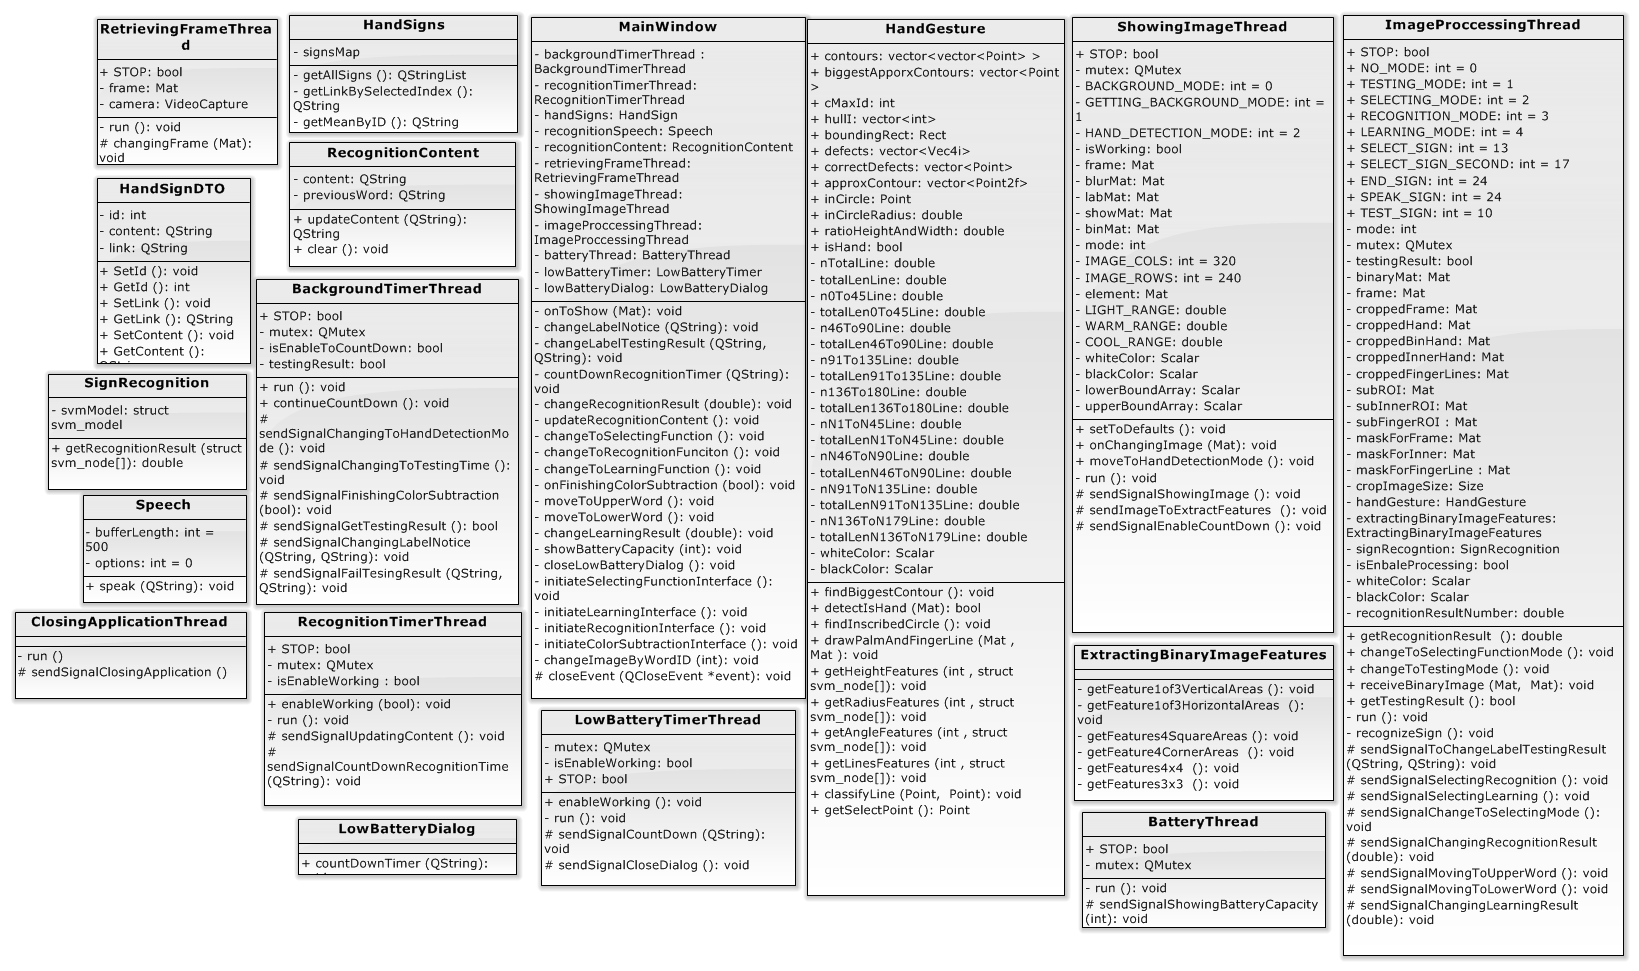 RetrievingFrameThrea
d
+ STOP: bool
- frame: Mat
- camera: VideoCapture
- run (): void
# changingFrame (Mat):
void
HandSignDTO
- id: int
- content: QString
- link: QString
+ SetId (): void
+ GetId (): int
+ SetLink (): void
+ GetLink (): QString
+ SetContent (): void
+ GetContent ():
SignRecognition
- svmModel: struct
svm_model
+ getRecognitionResult (struct
svm_node[]): double
Speech
- bufferLength: int =
500
- options: int = 0
+ speak (QString): void
ClosingApplicationThread
- run ()
# sendSignalClosingApplication ()
HandSigns
- signsMap
- getAllSigns (): QStringList
- getLinkBySelectedIndex ():
QString
- getMeanByID (): QString
RecognitionContent
- content: QString
- previousWord: QString
+ updateContent (QString):
QString
+ clear (): void
BackgroundTimerThread
+ STOP: bool
- mutex: QMutex
- isEnableToCountDown: bool
- testingResult: bool
+ run (): void
+ continueCountDown (): void
#
sendSignalChangingToHandDetectionMo
de (): void
# sendSignalChangingToTestingTime ():
void
# sendSignalFinishingColorSubtraction
(bool): void
# sendSignalGetTestingResult (): bool
# sendSignalChangingLabelNotice
(QString, QString): void
# sendSignalFailTesingResult (QString,
QString): void
RecognitionTimerThread
+ STOP: bool
- mutex: QMutex
- isEnableWorking : bool
+ enableWorking (bool): void
- run (): void
# sendSignalUpdatingContent (): void
#
sendSignalCountDownRecognitionTime
(QString): void
LowBatteryDialog
+ countDownTimer (QString):
MainWindow
- backgroundTimerThread :
BackgroundTimerThread
- recognitionTimerThread:
RecognitionTimerThread
- handSigns: HandSign
- recognitionSpeech: Speech
- recognitionContent: RecognitionContent
- retrievingFrameThread:
RetrievingFrameThread
- showingImageThread:
ShowingImageThread
- imageProccessingThread:
ImageProccessingThread
- batteryThread: BatteryThread
- lowBatteryTimer: LowBatteryTimer
- lowBatteryDialog: LowBatteryDialog
- onToShow (Mat): void
- changeLabelNotice (QString): void
- changeLabelTestingResult (QString,
QString): void
- countDownRecognitionTimer (QString):
void
- changeRecognitionResult (double): void
- updateRecognitionContent (): void
- changeToSelectingFunction (): void
- changeToRecognitionFunciton (): void
- changeToLearningFunction (): void
- onFinishingColorSubtraction (bool): void
- moveToUpperWord (): void
- moveToLowerWord (): void
- changeLearningResult (double): void
- showBatteryCapacity (int): void
- closeLowBatteryDialog (): void
- initiateSelectingFunctionInterface ():
void
- initiateLearningInterface (): void
- initiateRecognitionInterface (): void
- initiateColorSubtractionInterface (): void
- changeImageByWordID (int): void
# closeEvent (QCloseEvent *event): void
LowBatteryTimerThread
- mutex: QMutex
- isEnableWorking: bool
+ STOP: bool
+ enableWorking (): void
- run (): void
# sendSignalCountDown (QString):
void
# sendSignalCloseDialog (): void
HandGesture
+ contours: vector<vector<Point> >
+ biggestApporxContours: vector<Point
>
+ cMaxId: int
+ hullI: vector<int>
+ boundingRect: Rect
+ defects: vector<Vec4i>
+ correctDefects: vector<Point>
+ approxContour: vector<Point2f>
+ inCircle: Point
+ inCircleRadius: double
+ ratioHeightAndWidth: double
+ isHand: bool
- nTotalLine: double
- totalLenLine: double
- n0To45Line: double
- totalLen0To45Line: double
- n46To90Line: double
- totalLen46To90Line: double
- n91To135Line: double
- totalLen91To135Line: double
- n136To180Line: double
- totalLen136To180Line: double
- nN1ToN45Line: double
- totalLenN1ToN45Line: double
- nN46ToN90Line: double
- totalLenN46ToN90Line: double
- nN91ToN135Line: double
- totalLenN91ToN135Line: double
- nN136ToN179Line: double
- totalLenN136ToN179Line: double
- whiteColor: Scalar
- blackColor: Scalar
+ findBiggestContour (): void
+ detectIsHand (Mat): bool
+ findInscribedCircle (): void
+ drawPalmAndFingerLine (Mat ,
Mat ): void
+ getHeightFeatures (int , struct
svm_node[]): void
+ getRadiusFeatures (int , struct
svm_node[]): void
+ getAngleFeatures (int , struct
svm_node[]): void
+ getLinesFeatures (int , struct
svm_node[]): void
+ classifyLine (Point, Point): void
+ getSelectPoint (): Point
ShowingImageThread
+ STOP: bool
- mutex: QMutex
- BACKGROUND_MODE: int = 0
- GETTING_BACKGROUND_MODE: int =
1
- HAND_DETECTION_MODE: int = 2
- isWorking: bool
- frame: Mat
- blurMat: Mat
- labMat: Mat
- showMat: Mat
- binMat: Mat
- mode: int
- IMAGE_COLS: int = 320
- IMAGE_ROWS: int = 240
- element: Mat
- LIGHT_RANGE: double
- WARM_RANGE: double
- COOL_RANGE: double
- whiteColor: Scalar
- blackColor: Scalar
- lowerBoundArray: Scalar
- upperBoundArray: Scalar
+ setToDefaults (): void
+ onChangingImage (Mat): void
+ moveToHandDetectionMode (): void
- run (): void
# sendSignalShowingImage (): void
# sendImageToExtractFeatures (): void
# sendSignalEnableCountDown (): void
ExtractingBinaryImageFeatures
- getFeature1of3VerticalAreas (): void
- getFeature1of3HorizontalAreas ():
void
- getFeatures4SquareAreas (): void
- getFeature4CornerAreas (): void
- getFeatures4x4 (): void
- getFeatures3x3 (): void
BatteryThread
+ STOP: bool
- mutex: QMutex
- run (): void
# sendSignalShowingBatteryCapacity
(int): void
ImageProccessingThread
+ STOP: bool
+ NO_MODE: int = 0
+ TESTING_MODE: int = 1
+ SELECTING_MODE: int = 2
+ RECOGNITION_MODE: int = 3
+ LEARNING_MODE: int = 4
+ SELECT_SIGN: int = 13
+ SELECT_SIGN_SECOND: int = 17
+ END_SIGN: int = 24
+ SPEAK_SIGN: int = 24
+ TEST_SIGN: int = 10
- mode: int
- mutex: QMutex
- testingResult: bool
- binaryMat: Mat
- frame: Mat
- croppedFrame: Mat
- croppedHand: Mat
- croppedBinHand: Mat
- croppedInnerHand: Mat
- croppedFingerLines: Mat
- subROI: Mat
- subInnerROI: Mat
- subFingerROI : Mat
- maskForFrame: Mat
- maskForInner: Mat
- maskForFingerLine : Mat
- cropImageSize: Size
- handGesture: HandGesture
- extractingBinaryImageFeatures:
ExtractingBinaryImageFeatures
- signRecogntion: SignRecognition
- isEnbaleProcessing: bool
- whiteColor: Scalar
- blackColor: Scalar
- recognitionResultNumber: double
+ getRecognitionResult (): double
+ changeToSelectingFunctionMode (): void
+ changeToTestingMode (): void
+ receiveBinaryImage (Mat, Mat): void
+ getTestingResult (): bool
- run (): void
- recognizeSign (): void
# sendSignalToChangeLabelTestingResult
(QString, QString): void
# sendSignalSelectingRecognition (): void
# sendSignalSelectingLearning (): void
# sendSignalChangeToSelectingMode ():
void
# sendSignalChangingRecognitionResult
(double): void
# sendSignalMovingToUpperWord (): void
# sendSignalMovingToLowerWord (): void
# sendSignalChangingLearningResult
(double): void